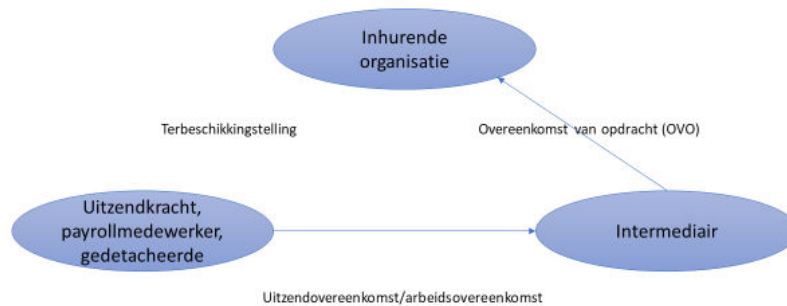 Inhurende
organisatie
Terbeschikkingstelling
Overeenkomst van opdracht (OVO)
Uitzendkracht,
payrollmedewerker,
gedetacheerde
Intermediair
Uitzendovereenkomst/arbeidsovereenkomst